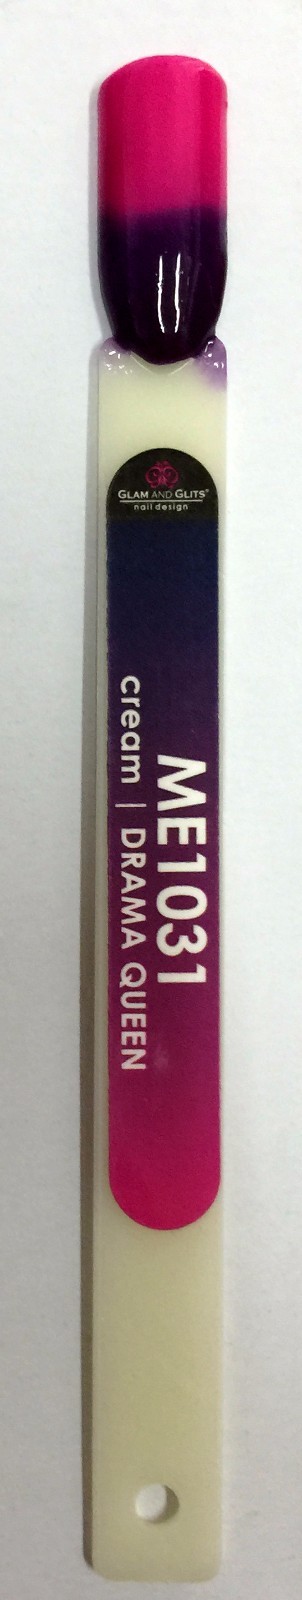 GLAM AND GLITS®
nail design
ME1031
cream | DRAMA QUEEN